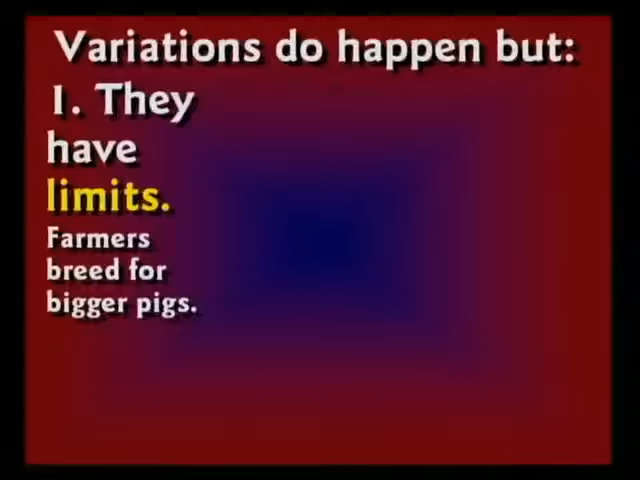 Variations do happen but:
1. They
have
limits.
Farmers
breed for
bigger pigs.